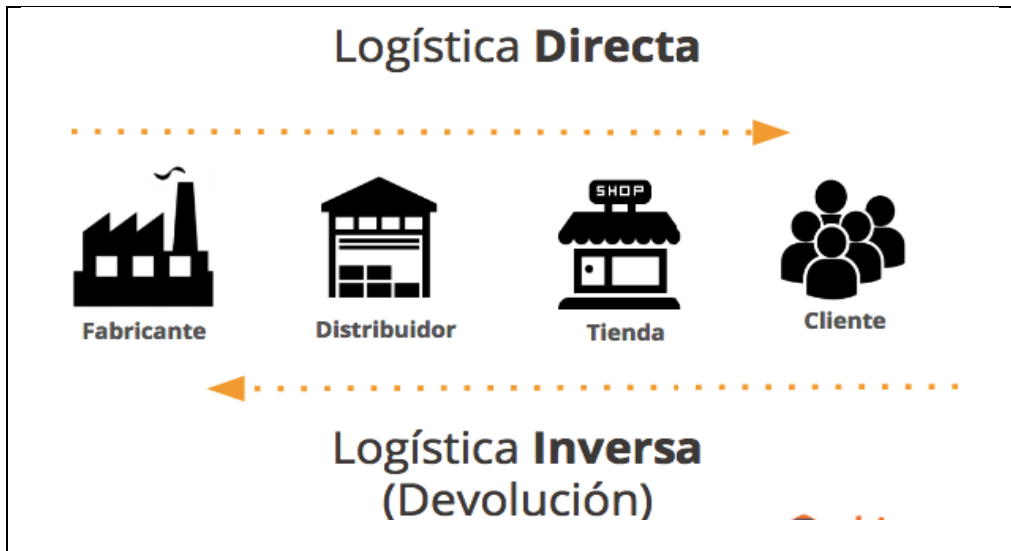 Logística Directa
SHOP
Fabricante
Distribuidor
Tienda
Cliente
Logística Inversa
(Devolución)